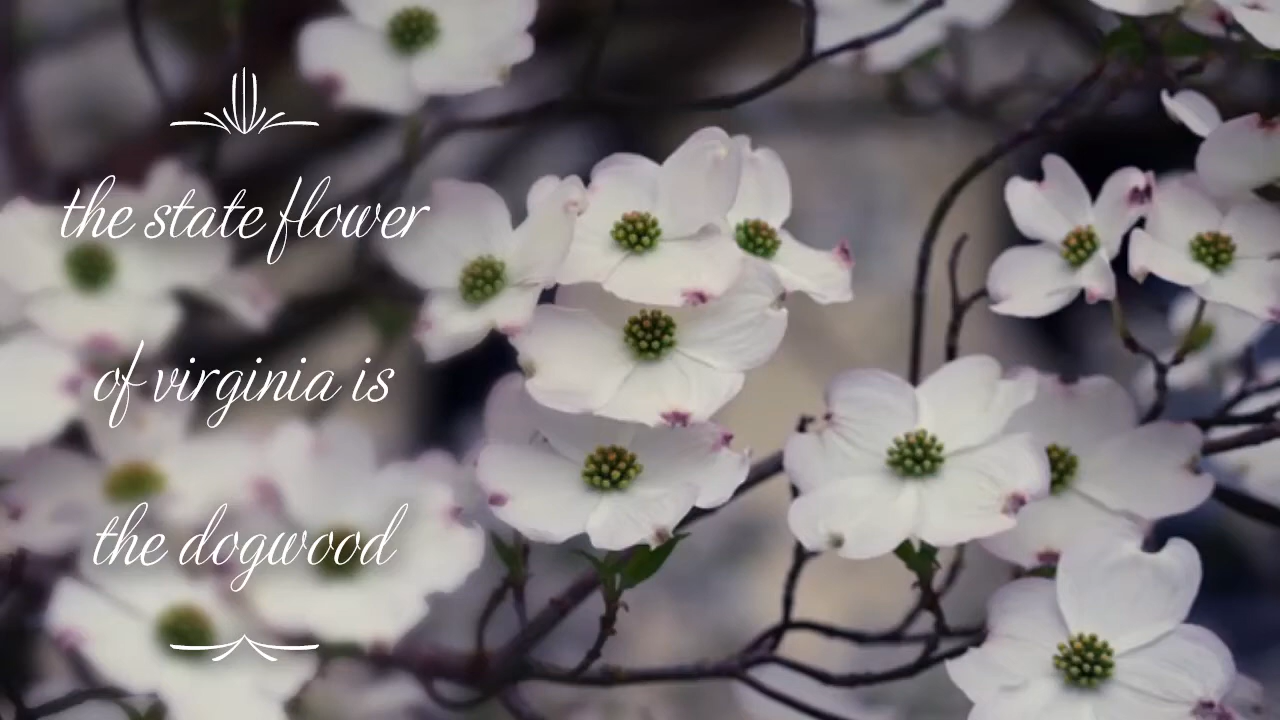 the state flower
of virginia is
the dogwood